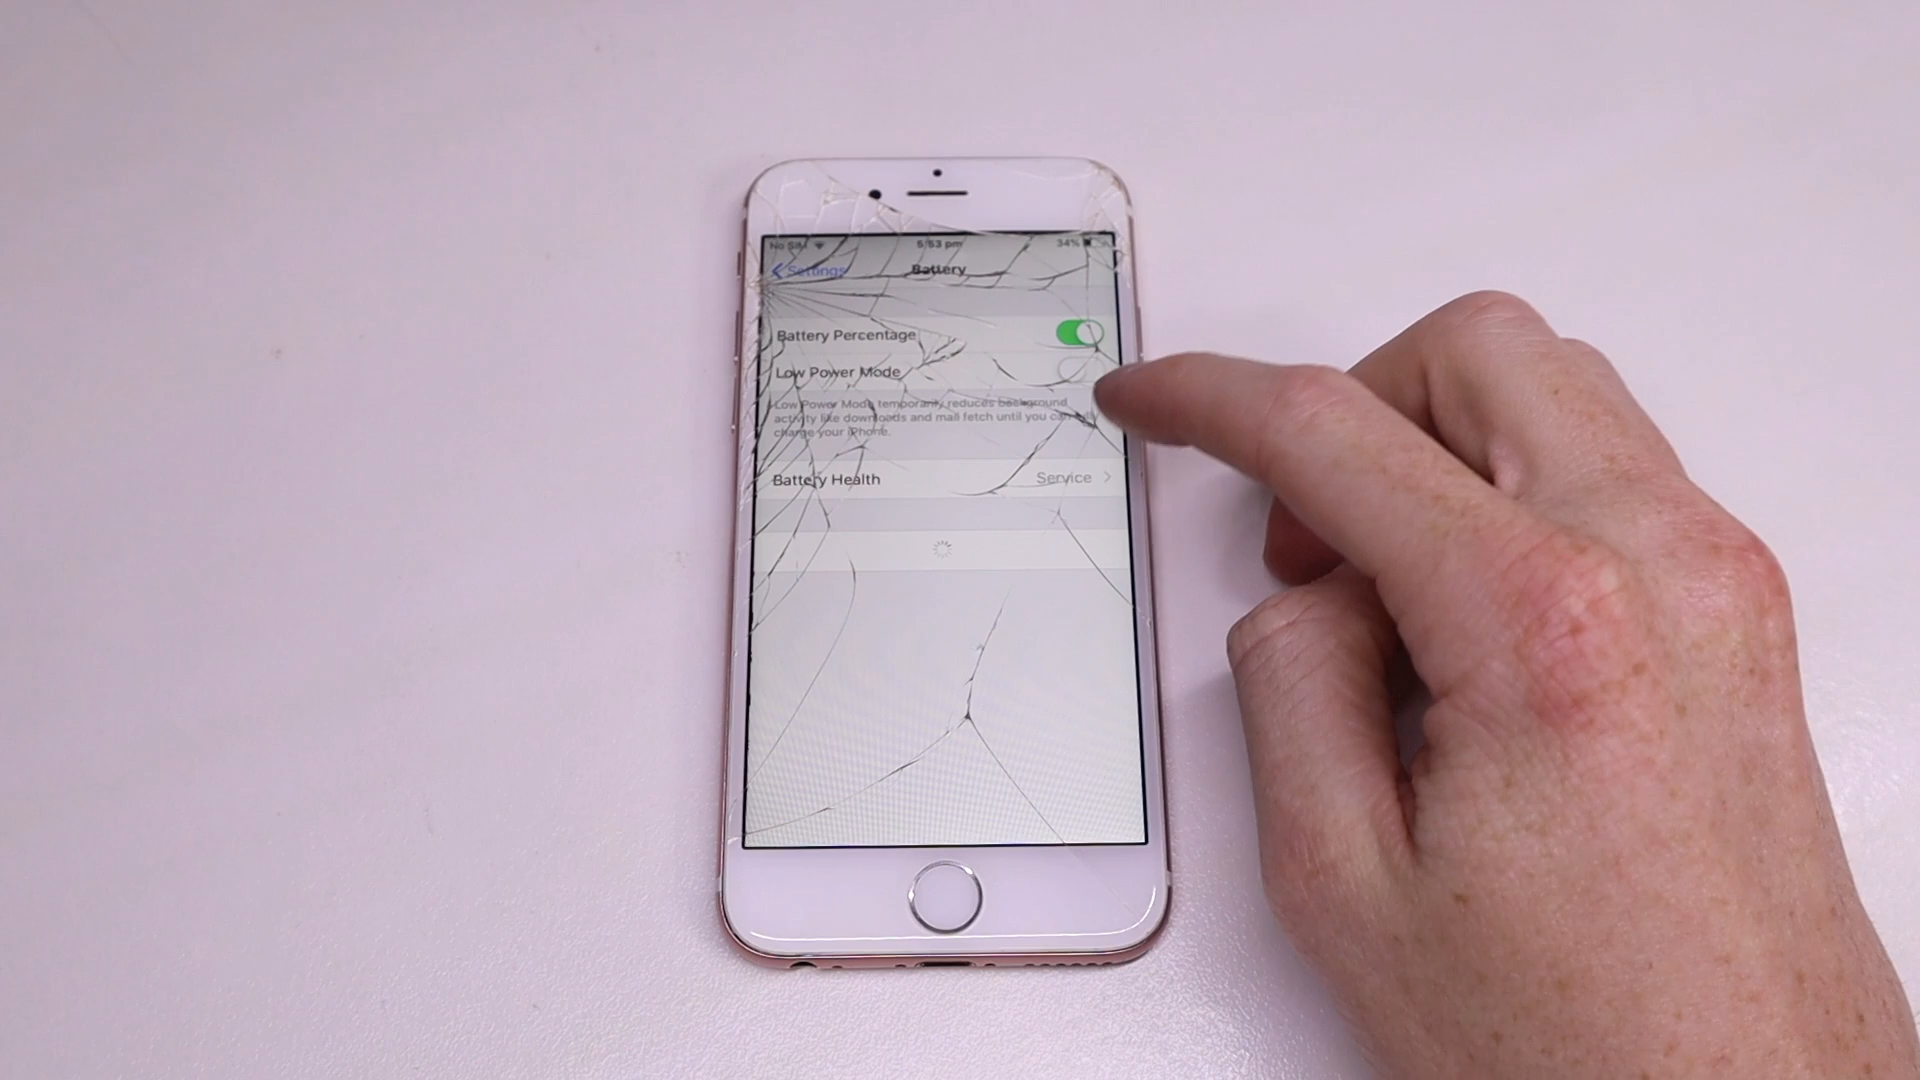 No SIM 5:53 pm 34%
Settings Battery
Battery Percentage
Low Power Mode
Low Power Mode temporarily reduces background
activity like downloads and mail fetch until you can fully
charge your iPhone.
Battery Health Service